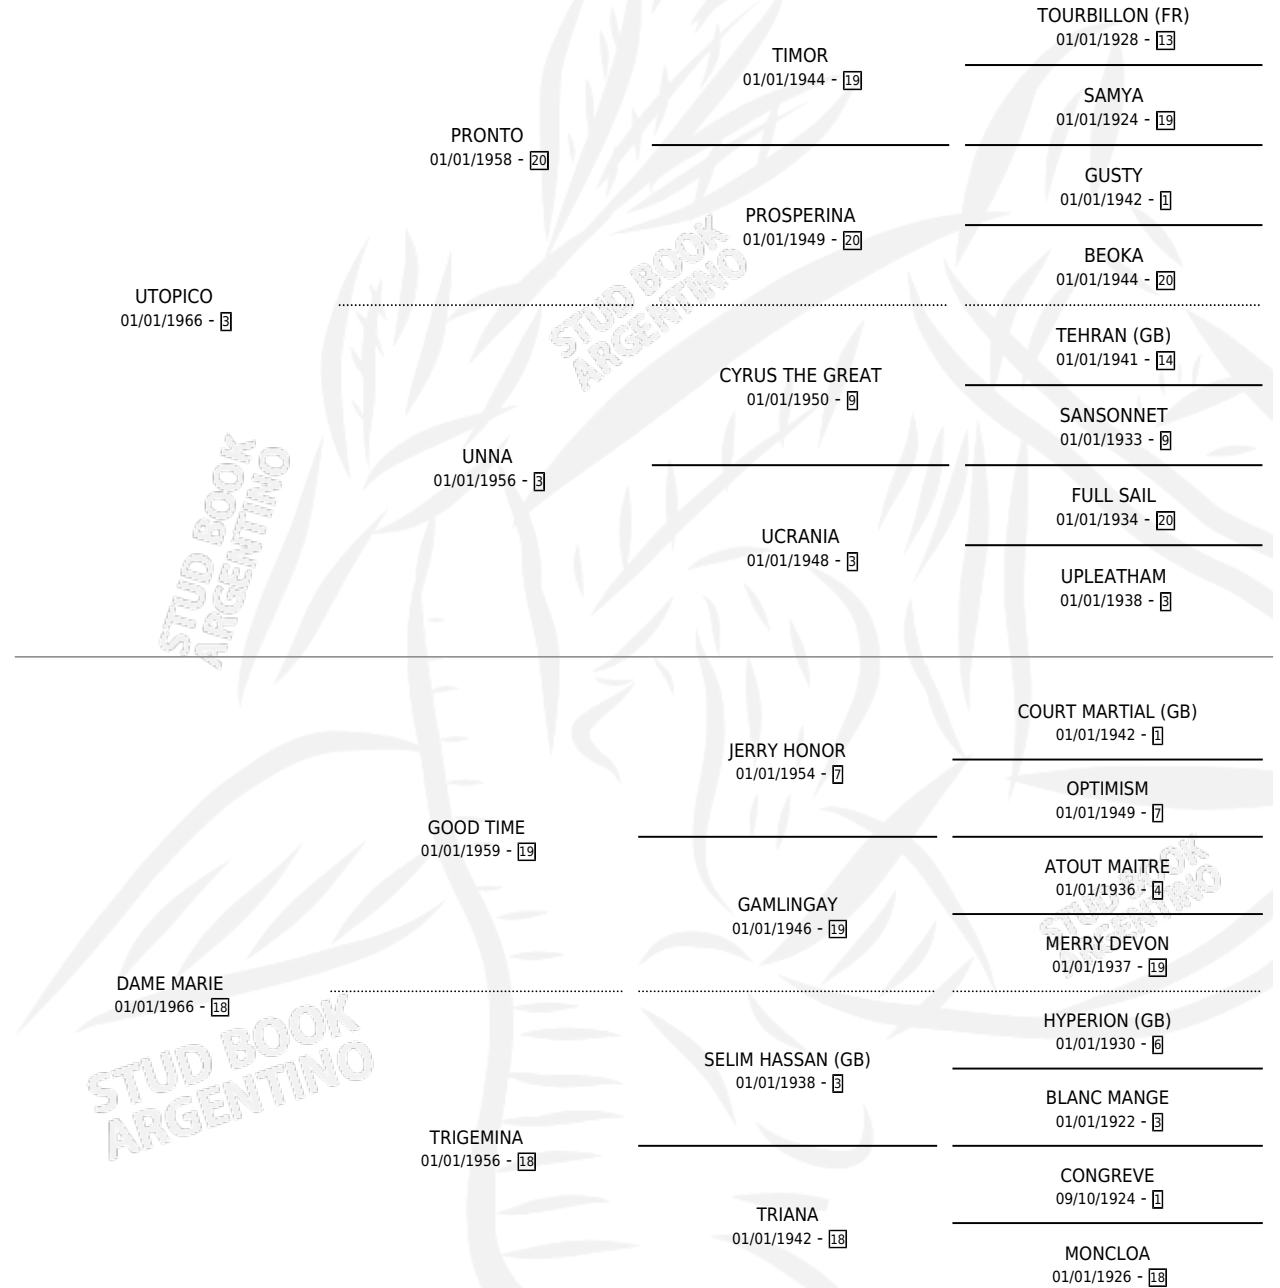 TOURBILLON (FR)
01/01/1928 - 13
TIMOR
01/01/1944 - 19
SAMYA
01/01/1924 - 19
PRONTO
01/01/1958 - 20
GUSTY
01/01/1942 - 1
PROSPERINA
01/01/1949 - 20
BEOKA
01/01/1944 - 20
UTOPICO
01/01/1966 - 3
TEHRAN (GB)
01/01/1941 - 14
CYRUS THE GREAT
01/01/1950 - 9
SANSONNET
01/01/1933 - 9
UNNA
01/01/1956 - 3
FULL SAIL
01/01/1934 - 20
UCRANIA
01/01/1948 - 3
UPLEATHAM
01/01/1938 - 3
COURT MARTIAL (GB)
01/01/1942 - 1
JERRY HONOR
01/01/1954 - 7
OPTIMISM
01/01/1949 - 7
GOOD TIME
01/01/1959 - 19
ATOUT MAITRE
01/01/1936 - 4
GAMLINGAY
01/01/1946 - 19
MERRY DEVON
01/01/1937 - 19
DAME MARIE
01/01/1966 - 18
HYPERION (GB)
01/01/1930 - 6
SELIM HASSAN (GB)
01/01/1938 - 3
BLANC MANGE
01/01/1922 - 3
TRIGEMINA
01/01/1956 - 18
CONGREVE
09/10/1924 - 1
TRIANA
01/01/1942 - 18
MONCLOA
01/01/1926 - 18
STUD BOOK
ARGENTINO
STUD BOOK
ARGENTINO
STUD BOOK
ARGENTINO
STUD BOOK
ARGENTINO